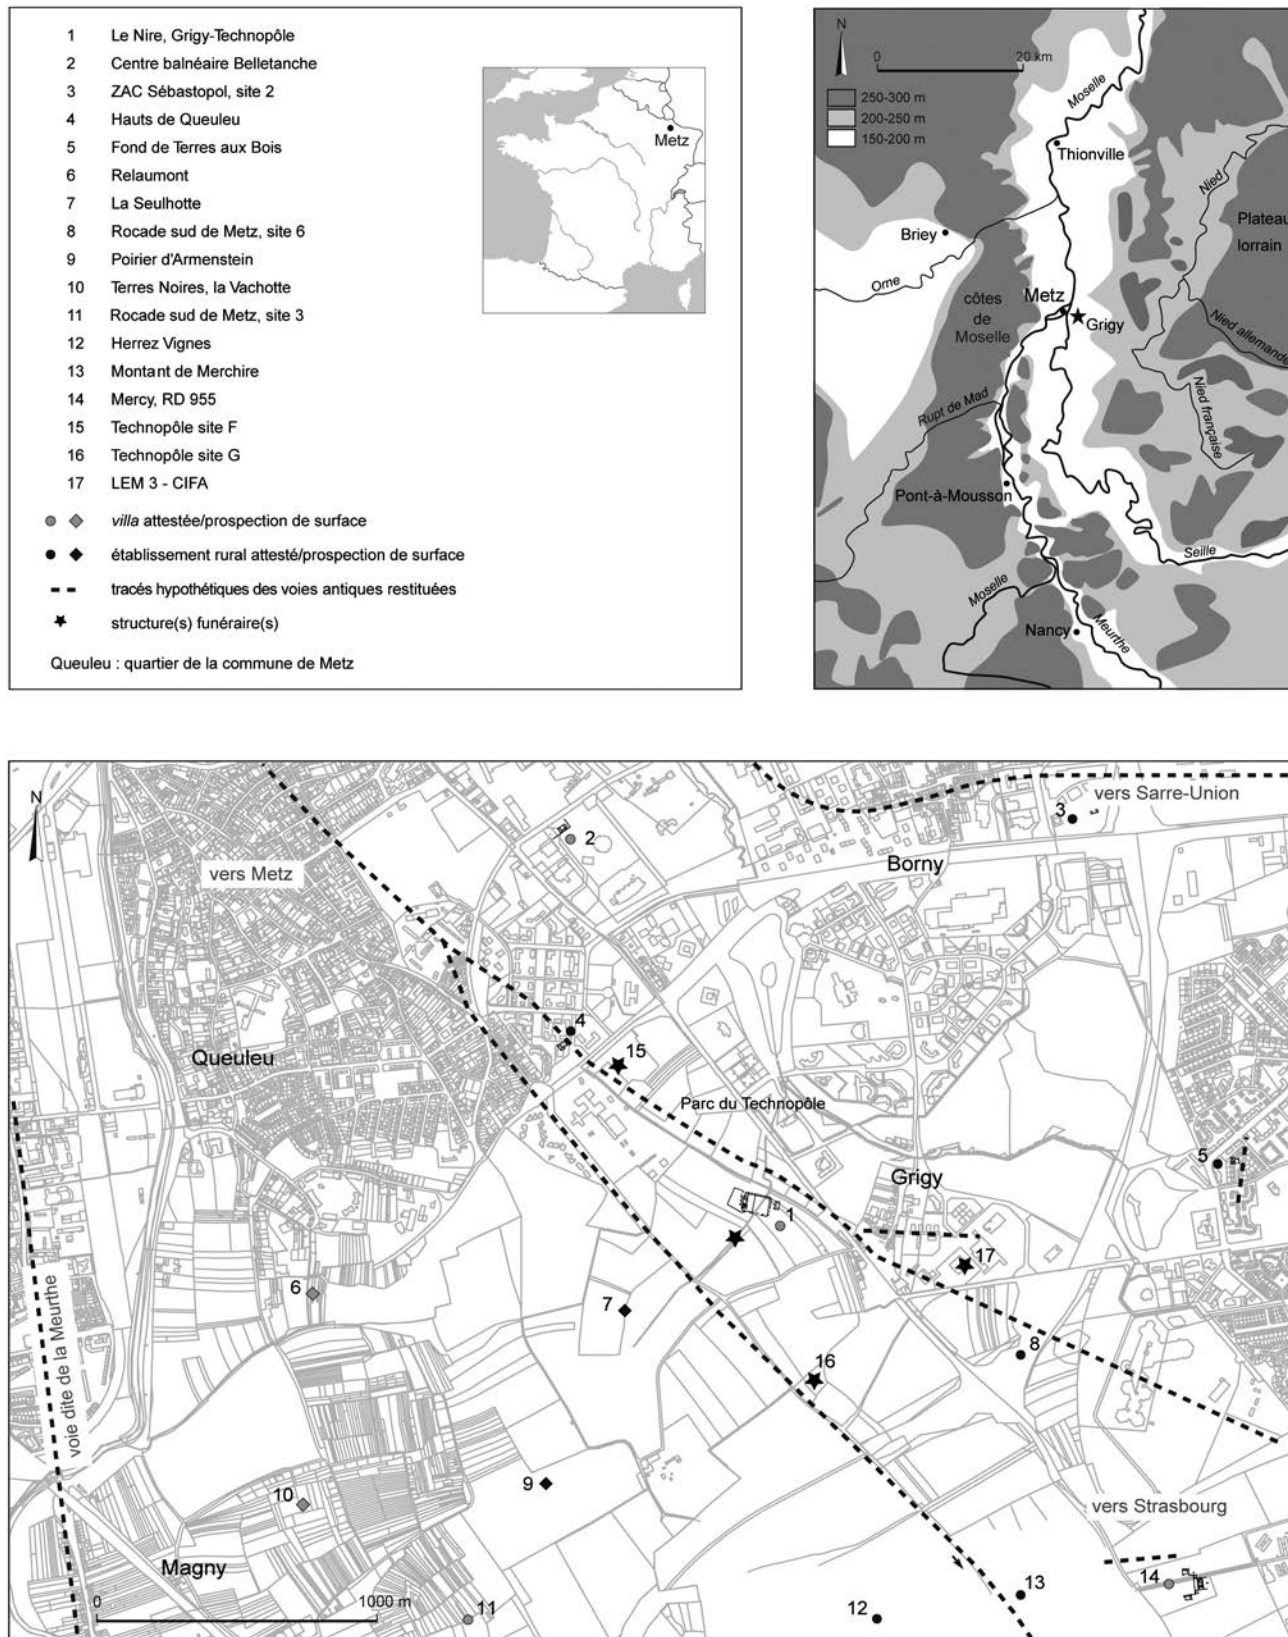 1 Le Nire, Grigy-Technopôle
2 Centre balnéaire Belletanche
3 ZAC Sébastopol, site 2
4 Hauts de Queuleu
5 Fond de Terres aux Bois
6 Relaumont
7 La Seulhotte
8 Rocade sud de Metz, site 6
9 Poirier d'Armenstein
10 Terres Noires, la Vachotte
11 Rocade sud de Metz, site 3
12 Herrez Vignes
13 Montant de Merchire
14 Mercy, RD 955
15 Technopôle site F
16 Technopôle site G
17 LEM 3 - CIFA
villa attestée/prospection de surface
établissement rural attesté/prospection de surface
tracés hypothétiques des voies antiques restituées
structure(s) funéraire(s)
Queuleu : quartier de la commune de Metz
Metz
N
0 20 km
250-300 m
200-250 m
150-200 m
Moselle
Thionville
Nied
Plateau
lorrain
Briey
Orne
côtes
de
Moselle
Metz
Grigy
Nied allemande
Nied française
Rupt de Mad
Pont-à-Mousson
Seille
Moselle
Nancy
Meurthe
N
vers Sarre-Union
3
2
Borny
vers Metz
4
15
Queuleu
Parc du Technopôle
5
Grigy
1
17
6
7
8
16
voie dite de la Meurthe
9
10
vers Strasbourg
Magny
14
13
12
11
0 1000 m